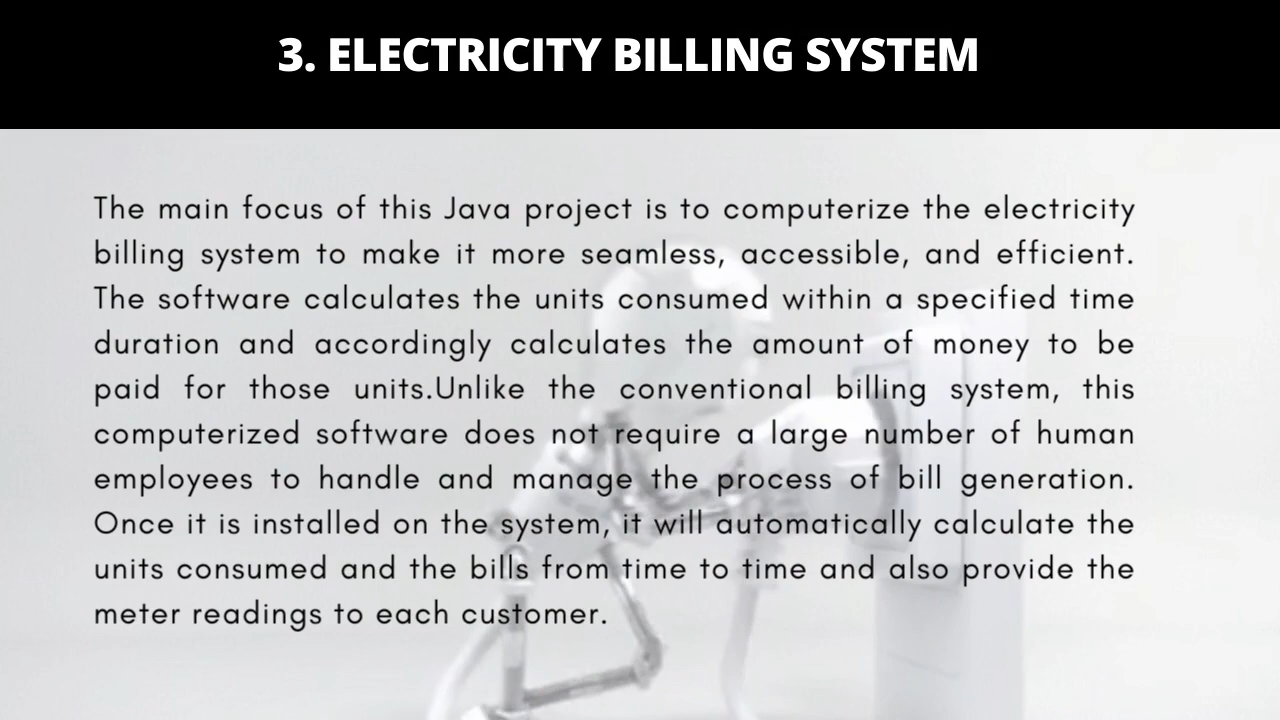 3. ELECTRICITY BILLING SYSTEM
The main focus of this Java project is to computerize the electricity
billing system to make it more seamless, accessible, and efficient.
The software calculates the units consumed within a specified time
duration and accordingly calculates the amount of money to be
paid for those units.Unlike the conventional billing system, this
computerized software does not require a large number of human
employees to handle and manage the process of bill generation.
Once it is installed on the system, it will automatically calculate the
units consumed and the bills from time to time and also provide the
meter readings to each customer.